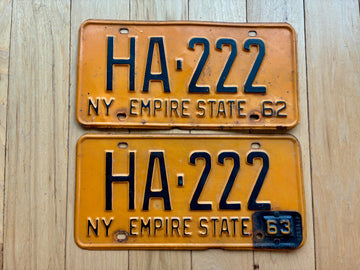 HA·222
NY EMPIRE STATE 62
HA·222
NY EMPIRE STATE 63